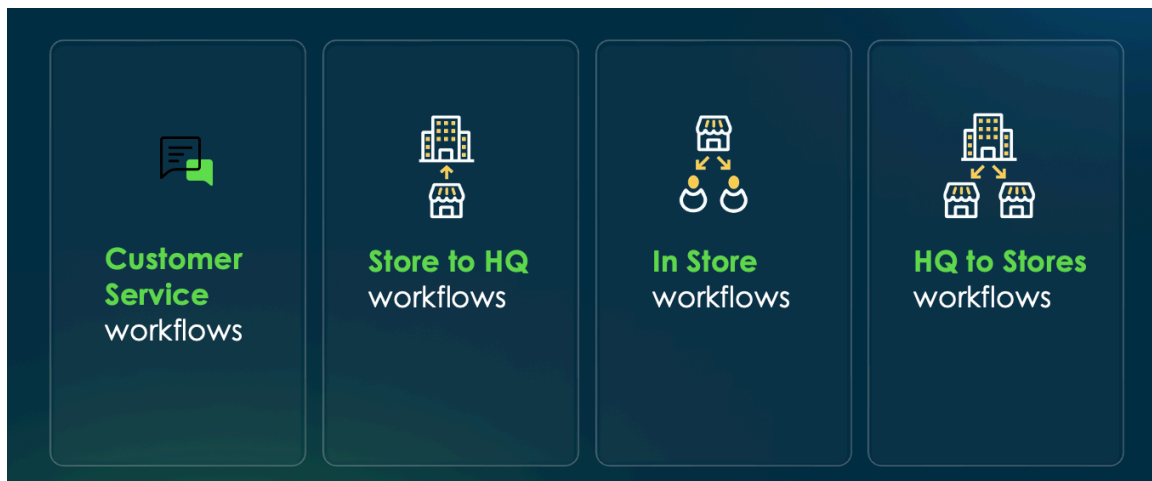 Customer
Service
workflows
Store to HQ
workflows
In Store
workflows
HQ to Stores
workflows